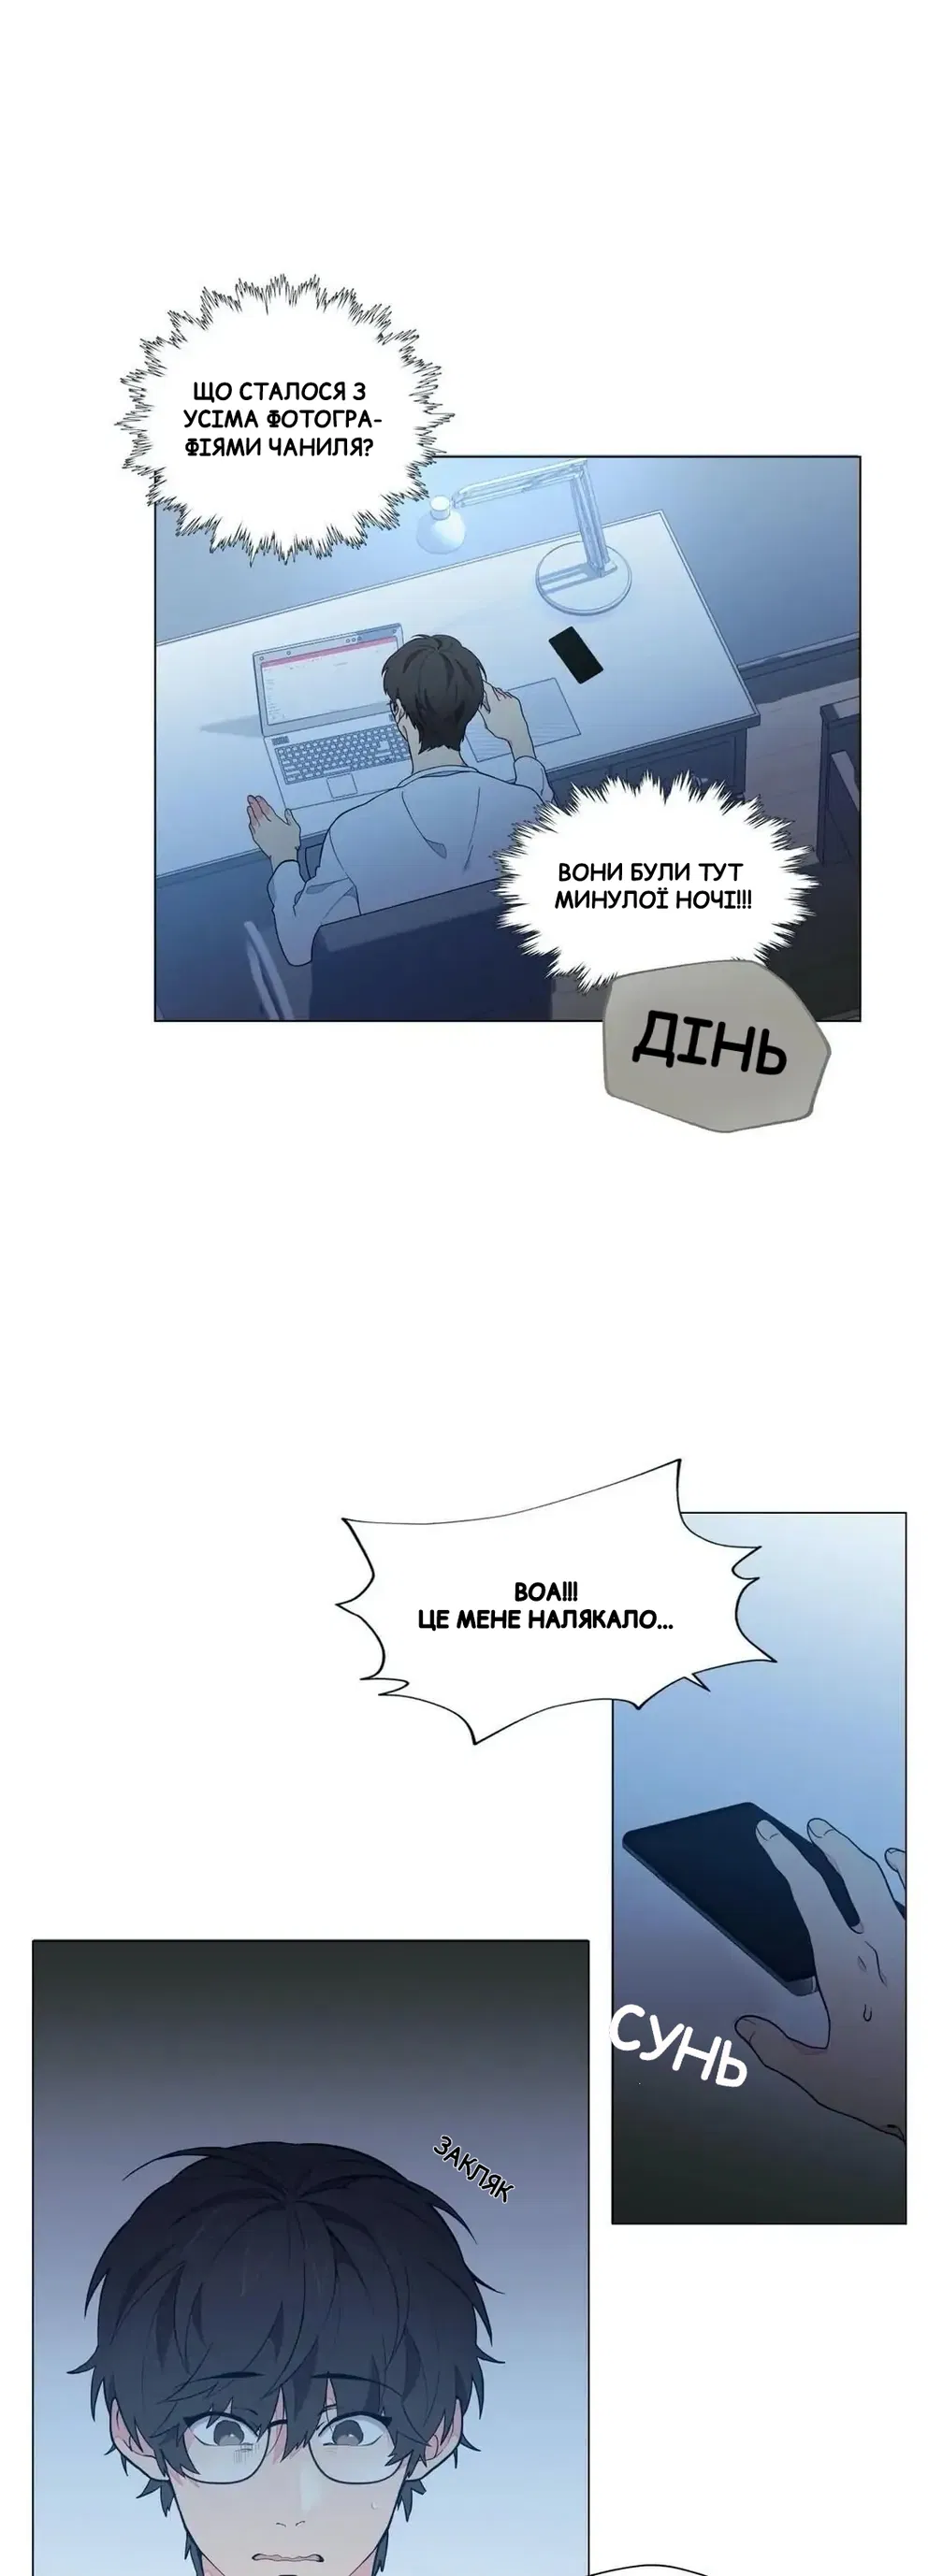 ЩО СТАЛОСЯ З
УСІМА ФОТОГРА-
ФІЯМИ ЧАНИЛЯ?
ВОНИ БУЛИ ТУТ
МИНУЛОЇ НОЧІ!!!
ДІНЬ
ВОА!!!
ЦЕ МЕНЕ НАЛЯКАЛО...
СУНЬ
ЗАКЛЯК